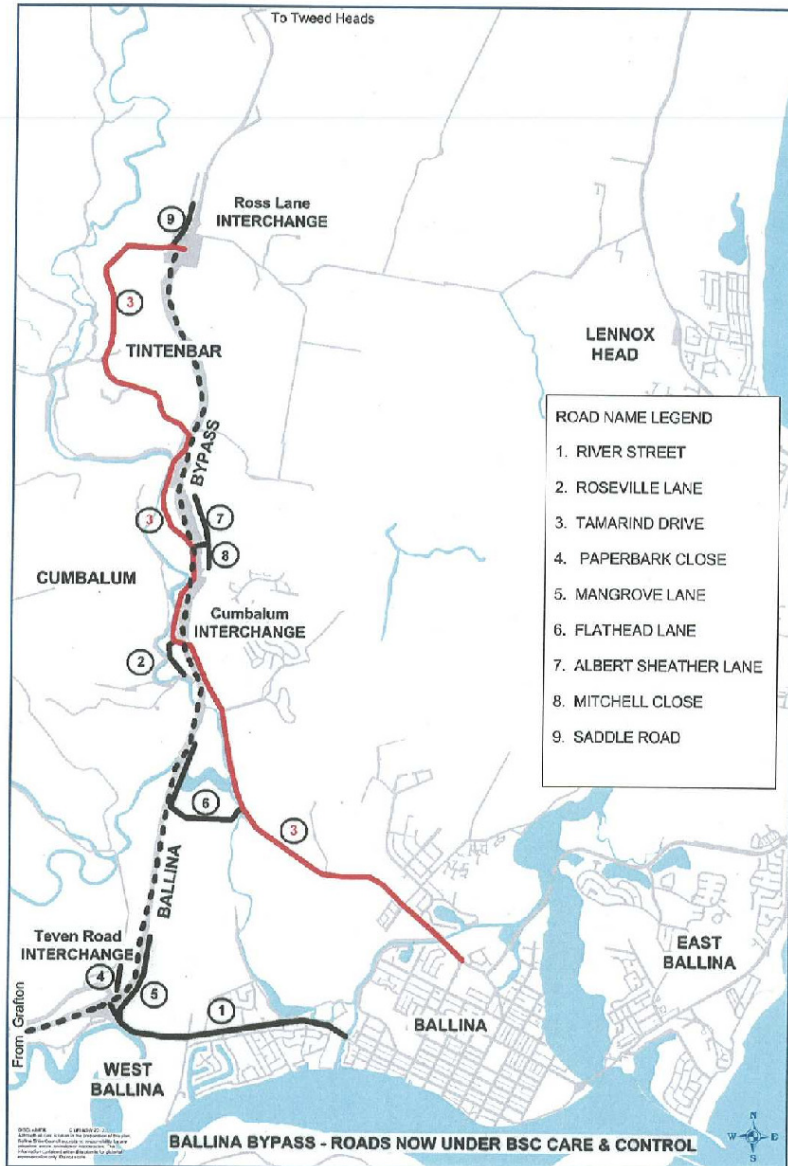 To Tweed Heads
9
Ross Lane
INTERCHANGE
3
TINTENBAR
LENNOX
HEAD
BYPASS
ROAD NAME LEGEND
1. RIVER STREET
2. ROSEVILLE LANE
3. TAMARIND DRIVE
4. PAPERBARK CLOSE
5. MANGROVE LANE
6. FLATHEAD LANE
7. ALBERT SHEATHER LANE
8. MITCHELL CLOSE
9. SADDLE ROAD
7
3
8
CUMBALUM
Cumbalum
INTERCHANGE
2
6
3
BALLINA
Teven Road
INTERCHANGE
4
5
EAST
BALLINA
1
BALLINA
From Grafton
WEST
BALLINA
N
W E
S
BALLINA BYPASS - ROADS NOW UNDER BSC CARE & CONTROL